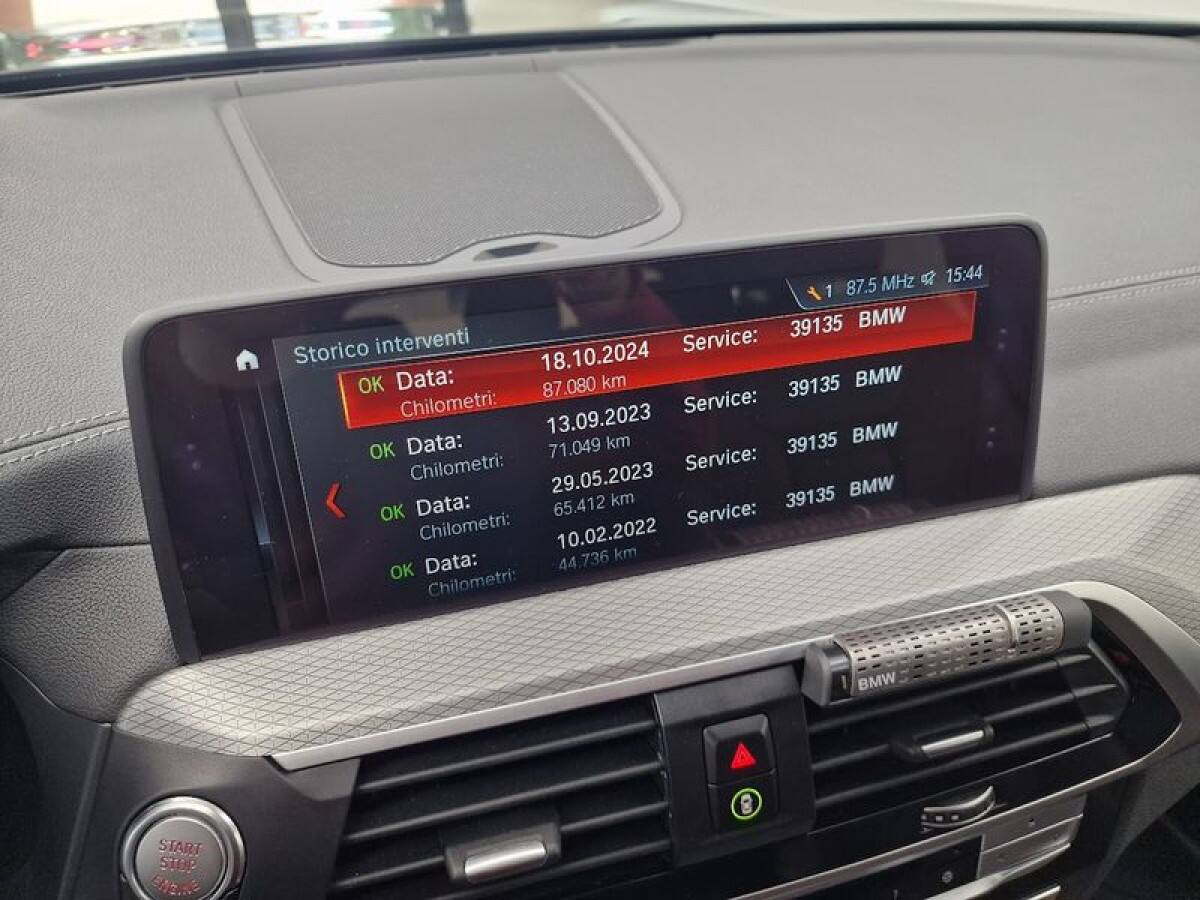 1 87.5 MHz 15:44
Storico interventi
OK Data: 18.10.2024 Service: 39135 BMW
Chilometri: 87.080 km
OK Data: 13.09.2023 Service: 39135 BMW
Chilometri: 71.049 km
OK Data: 29.05.2023 Service: 39135 BMW
Chilometri: 65.412 km
OK Data: 10.02.2022 Service: 39135 BMW
Chilometri: 44.736 km
BMW
START
STOP
ENGINE